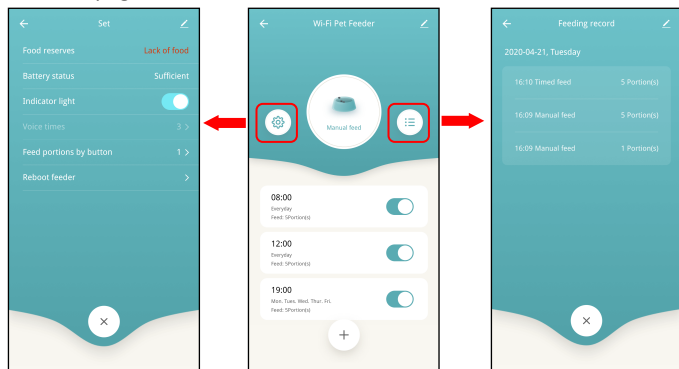 Set
Food reserves Lack of food
Battery status Sufficient
Indicator light
Voice times 3 >
Feed portions by button 1 >
Reboot feeder >
Wi-Fi Pet Feeder
Manual feed
08:00
Everyday
Feed: 5Portion(s)
12:00
Everyday
Feed: 5Portion(s)
19:00
Mon. Tues. Wed. Thur. Fri.
Feed: 5Portion(s)
Feeding record
2020-04-21, Tuesday
16:10 Timed feed 5 Portion(s)
16:09 Manual feed 5 Portion(s)
16:09 Manual feed 1 Portion(s)